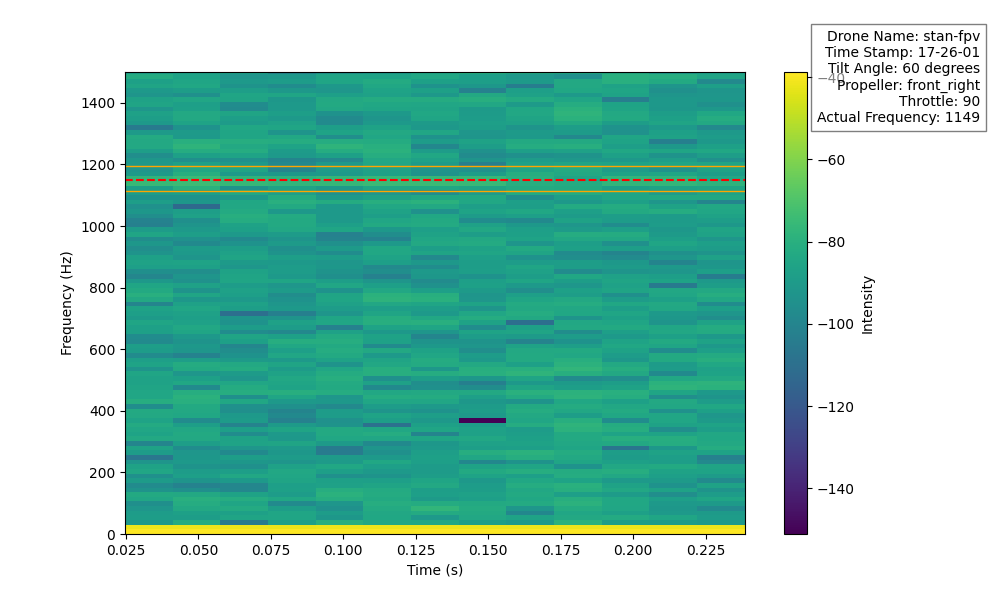 Drone Name: stan-fpv
Time Stamp: 17-26-01
Tilt Angle: 60 degrees
Propeller: front_right
Throttle: 90
Actual Frequency: 1149
1400
1200
1000
800
600
400
200
0
Frequency (Hz)
0.025
0.050
0.075
0.100
0.125
0.150
0.175
0.200
0.225
Time (s)
−40
−60
−80
−100
−120
−140
Intensity